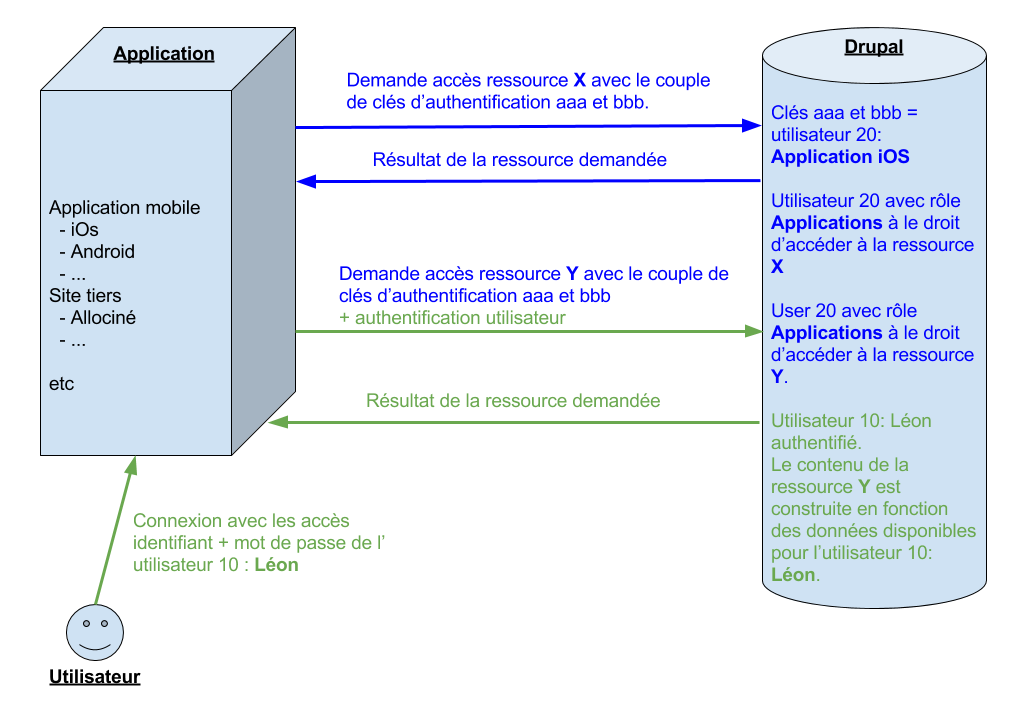 Application
Application mobile
- iOs
- Android
- ...
Site tiers
- Allociné
- ...
etc
Demande accès ressource X avec le couple
de clés d'authentification aaa et bbb.
Résultat de la ressource demandée
Demande accès ressource Y avec le couple de
clés d'authentification aaa et bbb
+ authentification utilisateur
Résultat de la ressource demandée
Connexion avec les accès
identifiant + mot de passe de l'
utilisateur 10 : Léon
Utilisateur
Drupal
Clés aaa et bbb =
utilisateur 20:
Application iOS
Utilisateur 20 avec rôle
Applications à le droit
d'accéder à la ressource
X
User 20 avec rôle
Applications à le droit
d'accéder à la ressource
Y.
Utilisateur 10: Léon
authentifié.
Le contenu de la
ressource Y est
construite en fonction
des données disponibles
pour l'utilisateur 10:
Léon.